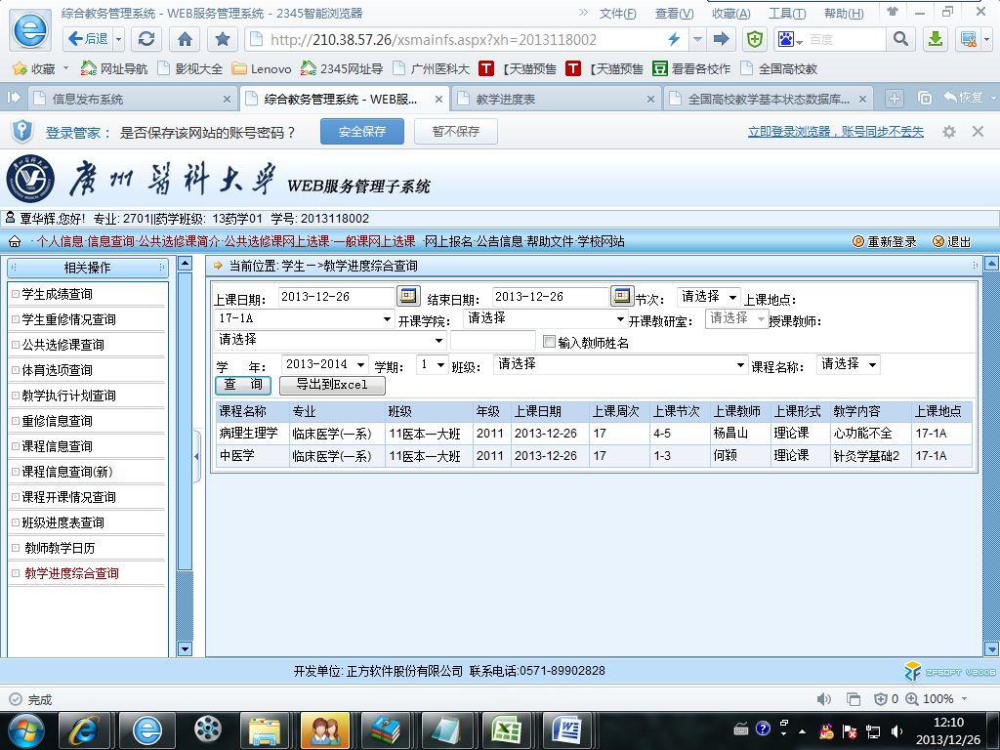 综合教务管理系统 - WEB服务管理系统 - 2345智能浏览器 文件(F) 查看(V) 收藏(A) 工具(T) 帮助(H)
后退 http://210.38.57.26/xsmainfs.aspx?xh=2013118002 百度
收藏 网址导航 影视大全 Lenovo 2345网址导 广州医科大 【天猫预售 【天猫预售 看看各校作 全国高校教
信息发布系统 综合教务管理系统 - WEB服... 教学进度表 全国高校教学基本状态数据库... 恢复
登录管家: 是否保存该网站的账号密码? 安全保存 暂不保存 立即登录浏览器，账号同步不丢失
廣州醫科大学 WEB服务管理子系统
覃华辉,您好! 专业: 2701||药学班级: 13药学01 学号: 2013118002
个人信息·信息查询·公共选修课简介·公共选修课网上选课·一般课网上选课 ·网上报名·公告信息·帮助文件·学校网站 重新登录 退出
相关操作
学生成绩查询
学生重修情况查询
公共选修课查询
体育选项查询
教学执行计划查询
重修信息查询
课程信息查询
课程信息查询(新)
课程开课情况查询
班级进度表查询
教师教学日历
教学进度综合查询
当前位置: 学生－>教学进度综合查询
上课日期: 2013-12-26 结束日期: 2013-12-26 节次: 请选择 上课地点:
17-1A 开课学院: 请选择 开课教研室: 请选择 授课教师:
请选择 输入教师姓名
学 年: 2013-2014 学期: 1 班级: 请选择 课程名称: 请选择
查 询 导出到Excel
课程名称 专业 班级 年级 上课日期 上课周次 上课节次 上课教师 上课形式 教学内容 上课地点
病理生理学 临床医学(一系) 11医本一大班 2011 2013-12-26 17 4-5 杨昌山 理论课 心功能不全 17-1A
中医学 临床医学(一系) 11医本一大班 2011 2013-12-26 17 1-3 何颖 理论课 针灸学基础2 17-1A
开发单位: 正方软件股份有限公司 联系电话:0571-89902828 ZFSOFT V2006
完成 0 100%
12:10
2013/12/26